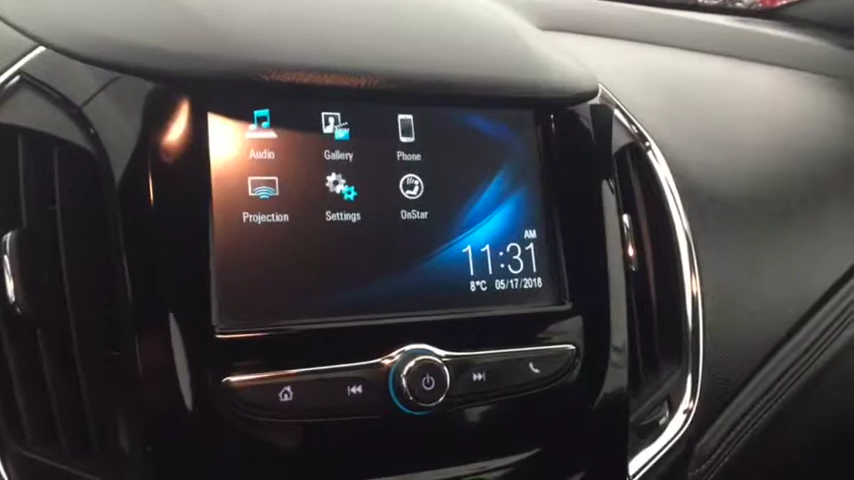 Audio Gallery Phone
Projection Settings OnStar
AM
11:31
8°C 05/17/2018